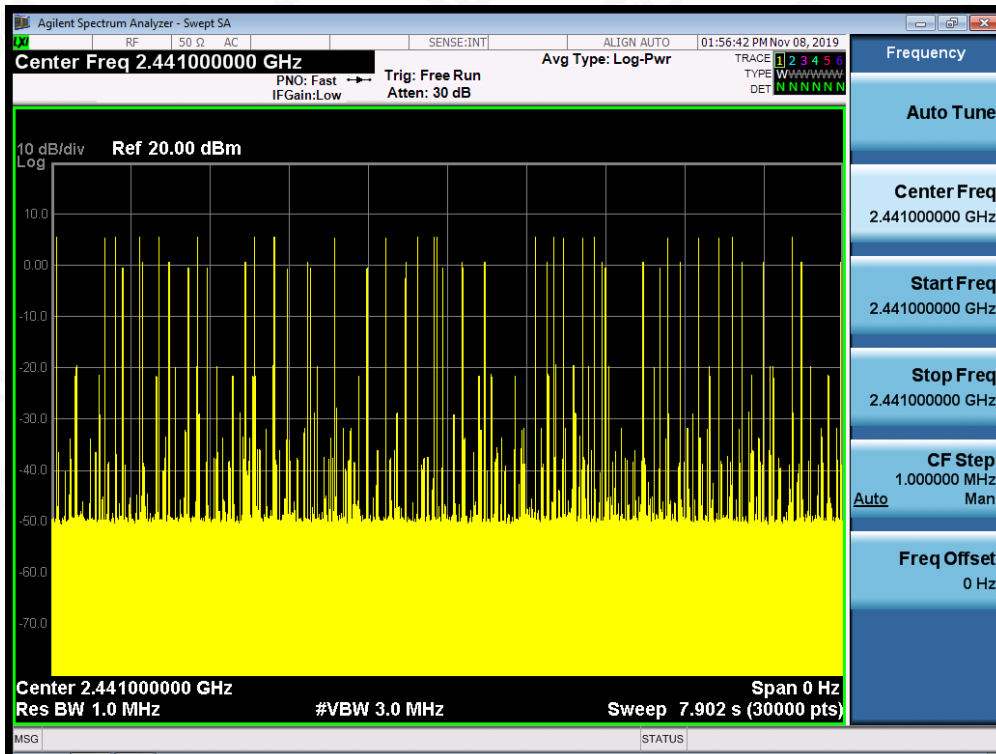 Agilent Spectrum Analyzer - Swept SA
LXI RF 50 Ω AC SENSE:INT ALIGN AUTO 01:56:42 PM Nov 08, 2019
Center Freq 2.441000000 GHz
Avg Type: Log-Pwr
TRACE 1 2 3 4 5 6
PNO: Fast
Trig: Free Run
TYPE WWWWWW
IFGain:Low
Atten: 30 dB
DET N N N N N N
10 dB/div Ref 20.00 dBm
Log
10.0
0.00
-10.0
-20.0
-30.0
-40.0
-50.0
-60.0
-70.0
Center 2.441000000 GHz Span 0 Hz
Res BW 1.0 MHz #VBW 3.0 MHz Sweep 7.902 s (30000 pts)
MSG STATUS
Frequency
Auto Tune
Center Freq
2.441000000 GHz
Start Freq
2.441000000 GHz
Stop Freq
2.441000000 GHz
CF Step
1.000000 MHz
Auto Man
Freq Offset
0 Hz